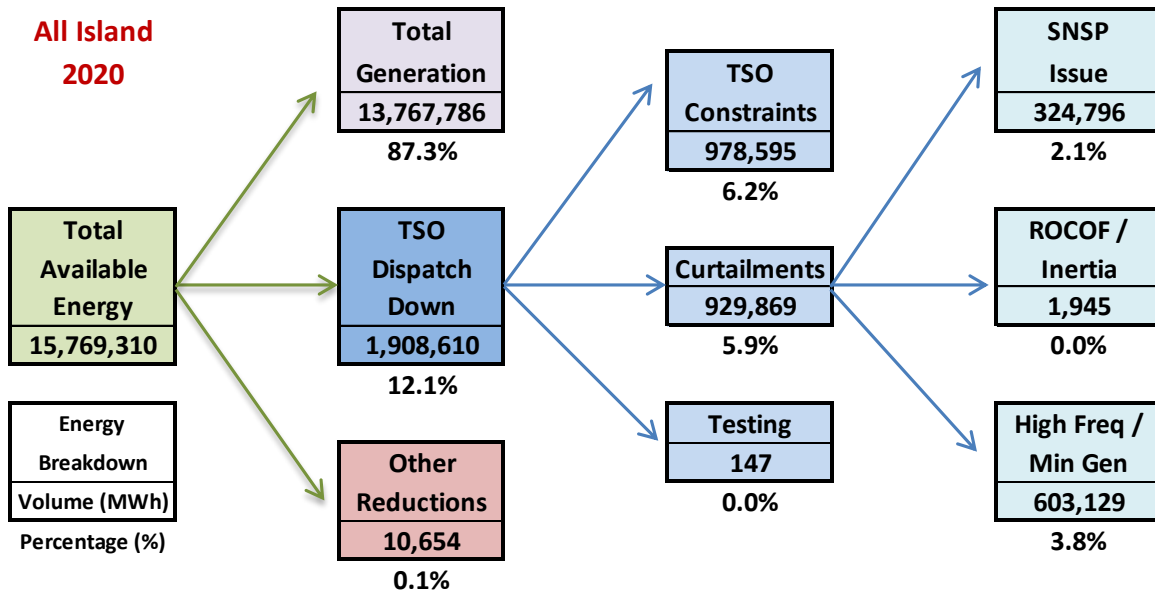 All Island
2020
Total
Available
Energy
15,769,310
Energy
Breakdown
Volume (MWh)
Percentage (%)
Total
Generation
13,767,786
87.3%
TSO
Dispatch
Down
1,908,610
12.1%
Other
Reductions
10,654
0.1%
TSO
Constraints
978,595
6.2%
Curtailments
929,869
5.9%
Testing
147
0.0%
SNSP
Issue
324,796
2.1%
ROCOF /
Inertia
1,945
0.0%
High Freq /
Min Gen
603,129
3.8%